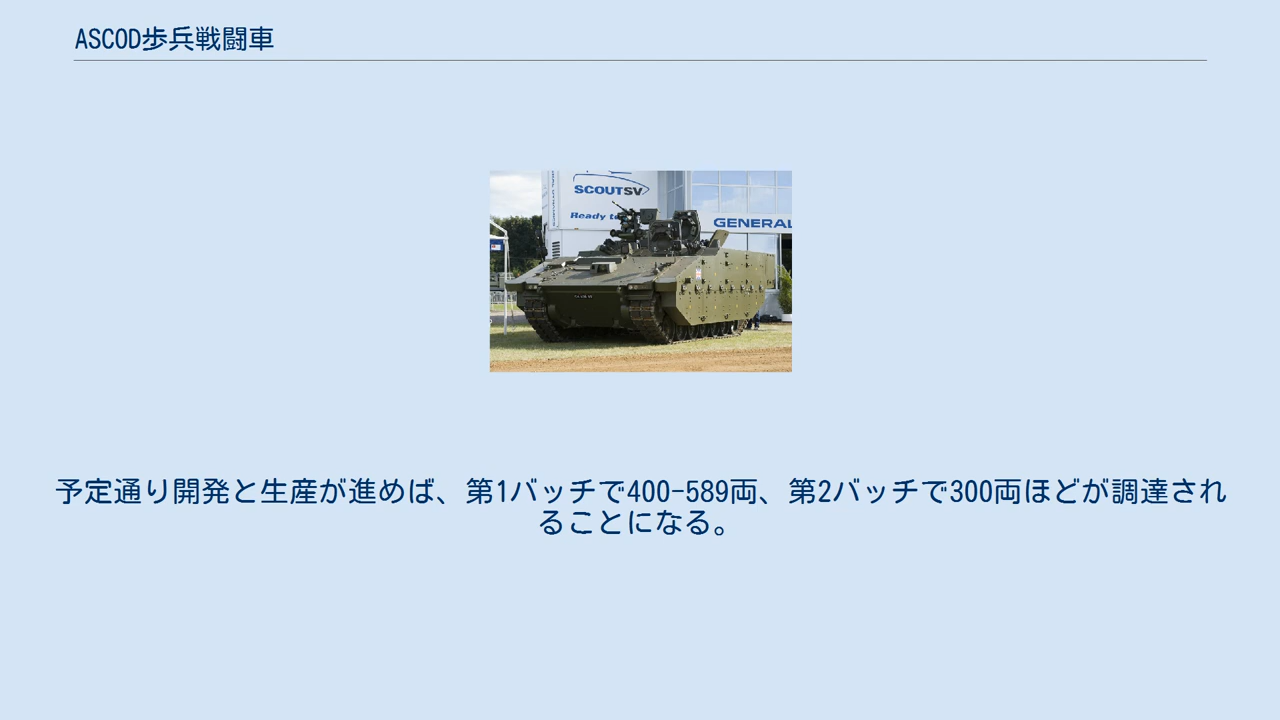 ASCOD歩兵戦闘車
SCOUTSV
Ready to
GENERAL
予定通り開発と生産が進めば、第1バッチで400-589両、第2バッチで300両ほどが調達され
ることになる。